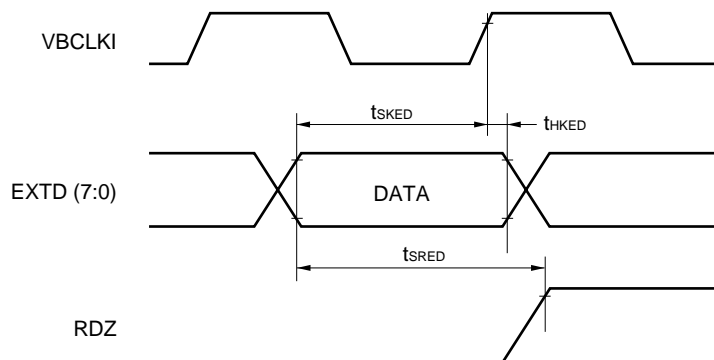 VBCLKI
tSKED
tHKED
EXTD (7:0)
DATA
tSRED
RDZ